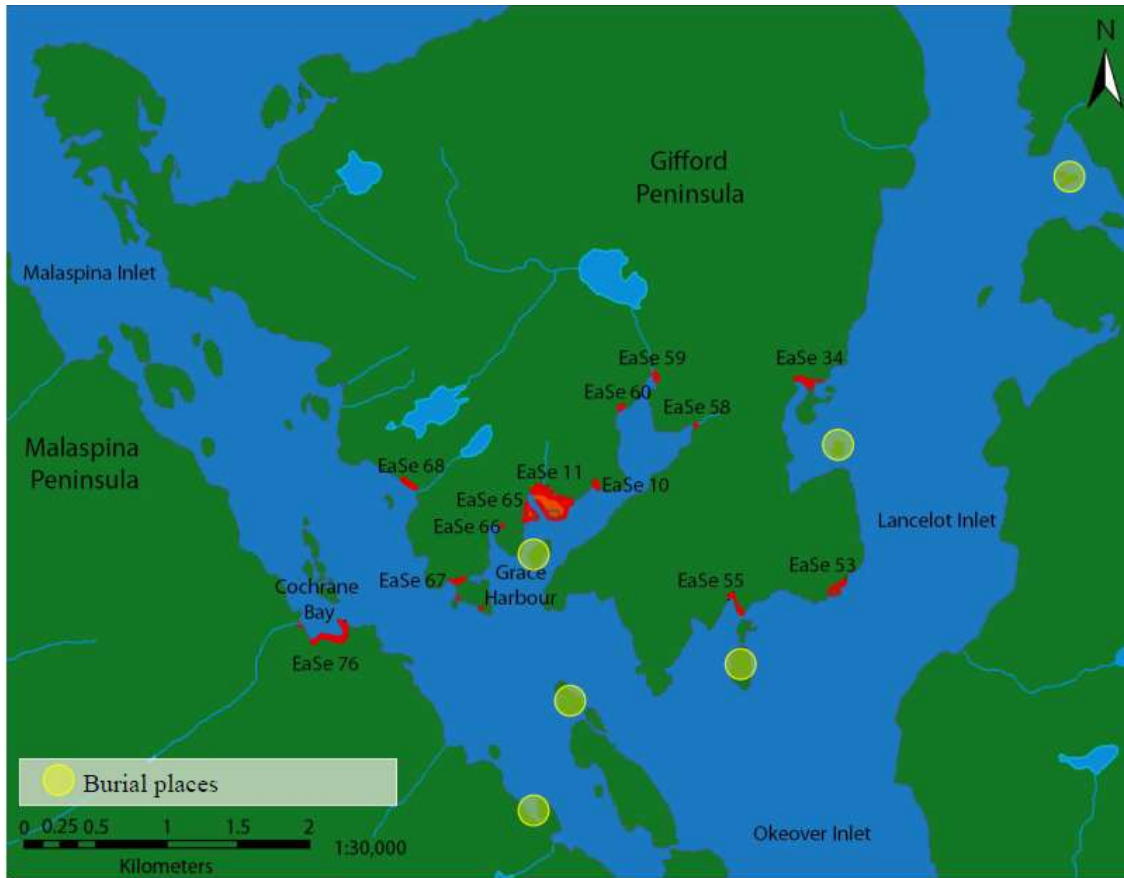 N
Gifford
Peninsula
Malaspina Inlet
EaSe 59
EaSe 34
EaSe 60
EaSe 58
Malaspina
Peninsula
EaSe 68
EaSe 11
EaSe 10
EaSe 65
EaSe 66
Lancelot Inlet
EaSe 67
Grace
Harbour
EaSe 55
EaSe 53
Cochrane
Bay
EaSe 76
Burial places
0 0.25 0.5 1 1.5 2
1:30,000
Kilometers
Okeover Inlet